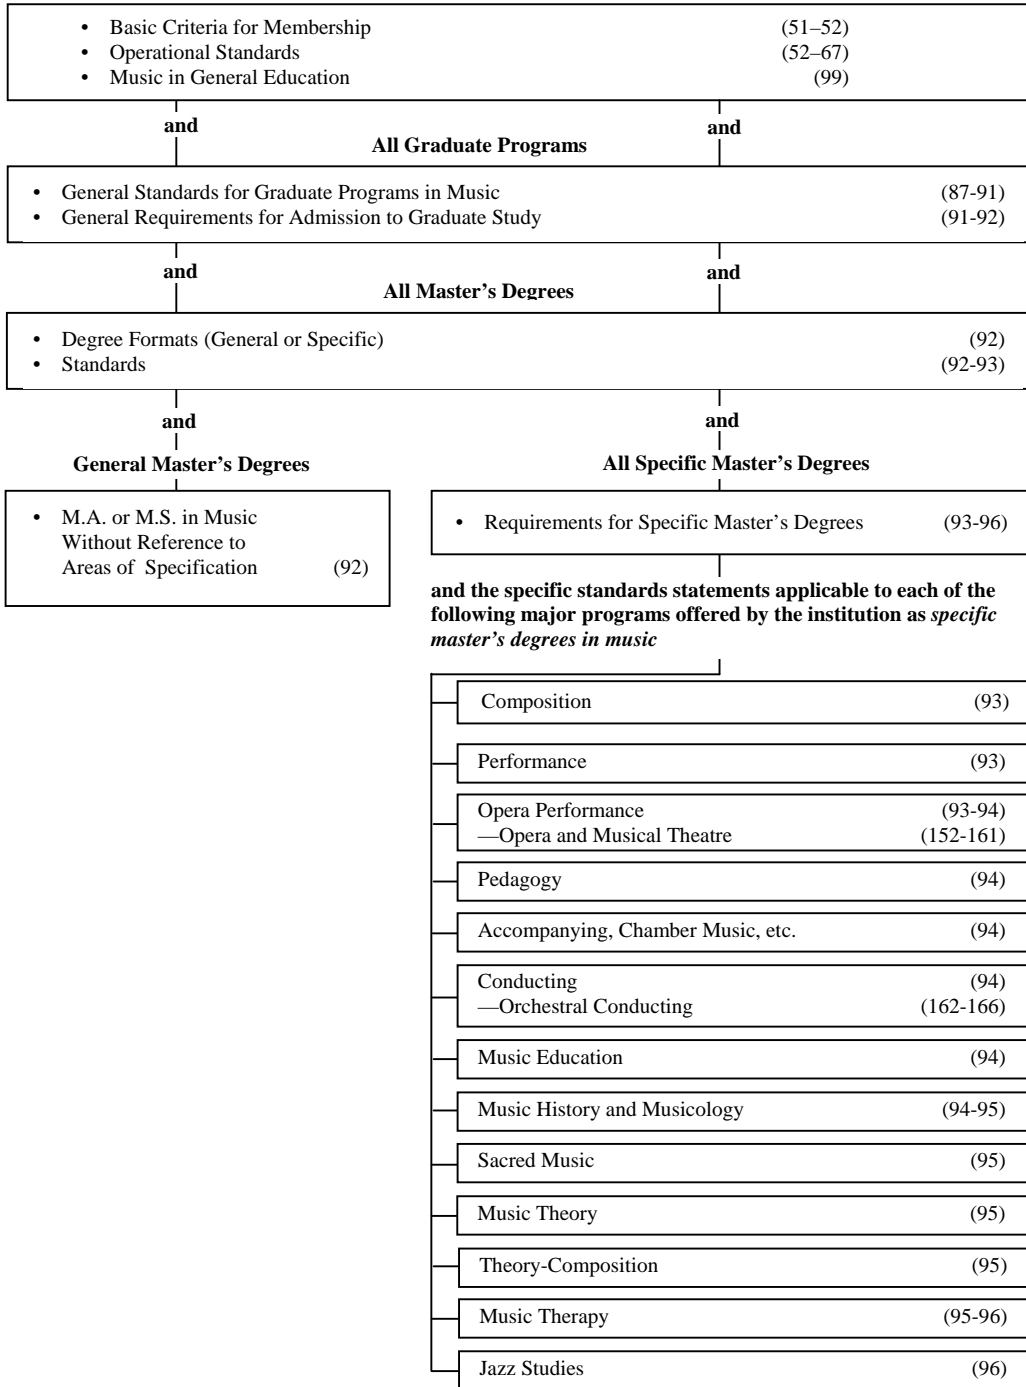 • Basic Criteria for Membership (51–52)
• Operational Standards (52–67)
• Music in General Education (99)
and and
All Graduate Programs
• General Standards for Graduate Programs in Music (87-91)
• General Requirements for Admission to Graduate Study (91-92)
and and
All Master's Degrees
• Degree Formats (General or Specific) (92)
• Standards (92-93)
and and
General Master's Degrees
• M.A. or M.S. in Music
Without Reference to
Areas of Specification (92)
All Specific Master's Degrees
• Requirements for Specific Master's Degrees (93-96)
and the specific standards statements applicable to each of the
following major programs offered by the institution as specific
master's degrees in music
Composition (93)
Performance (93)
Opera Performance (93-94)
—Opera and Musical Theatre (152-161)
Pedagogy (94)
Accompanying, Chamber Music, etc. (94)
Conducting (94)
—Orchestral Conducting (162-166)
Music Education (94)
Music History and Musicology (94-95)
Sacred Music (95)
Music Theory (95)
Theory-Composition (95)
Music Therapy (95-96)
Jazz Studies (96)